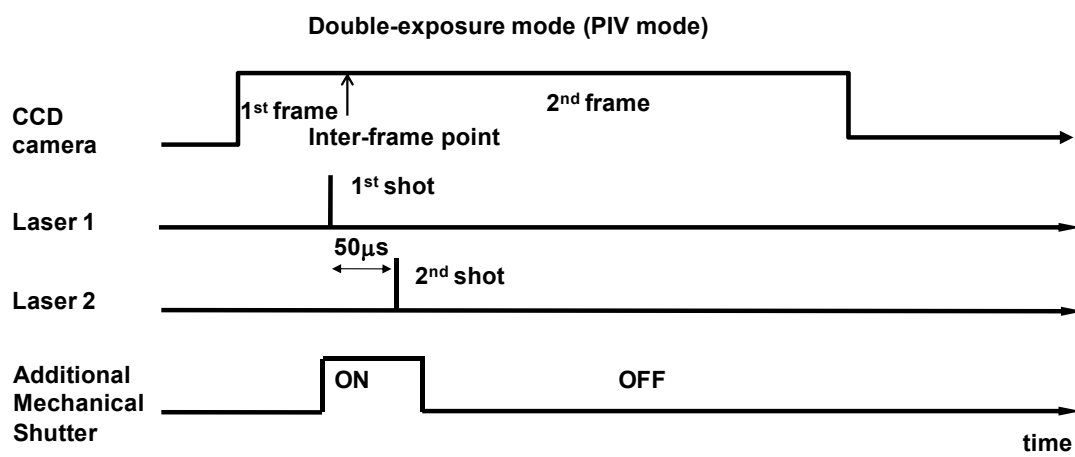 Double-exposure mode (PIV mode)
CCD
camera
1st frame
2nd frame
Inter-frame point
Laser 1
1st shot
50μs
Laser 2
2nd shot
Additional
Mechanical
Shutter
ON
OFF
time